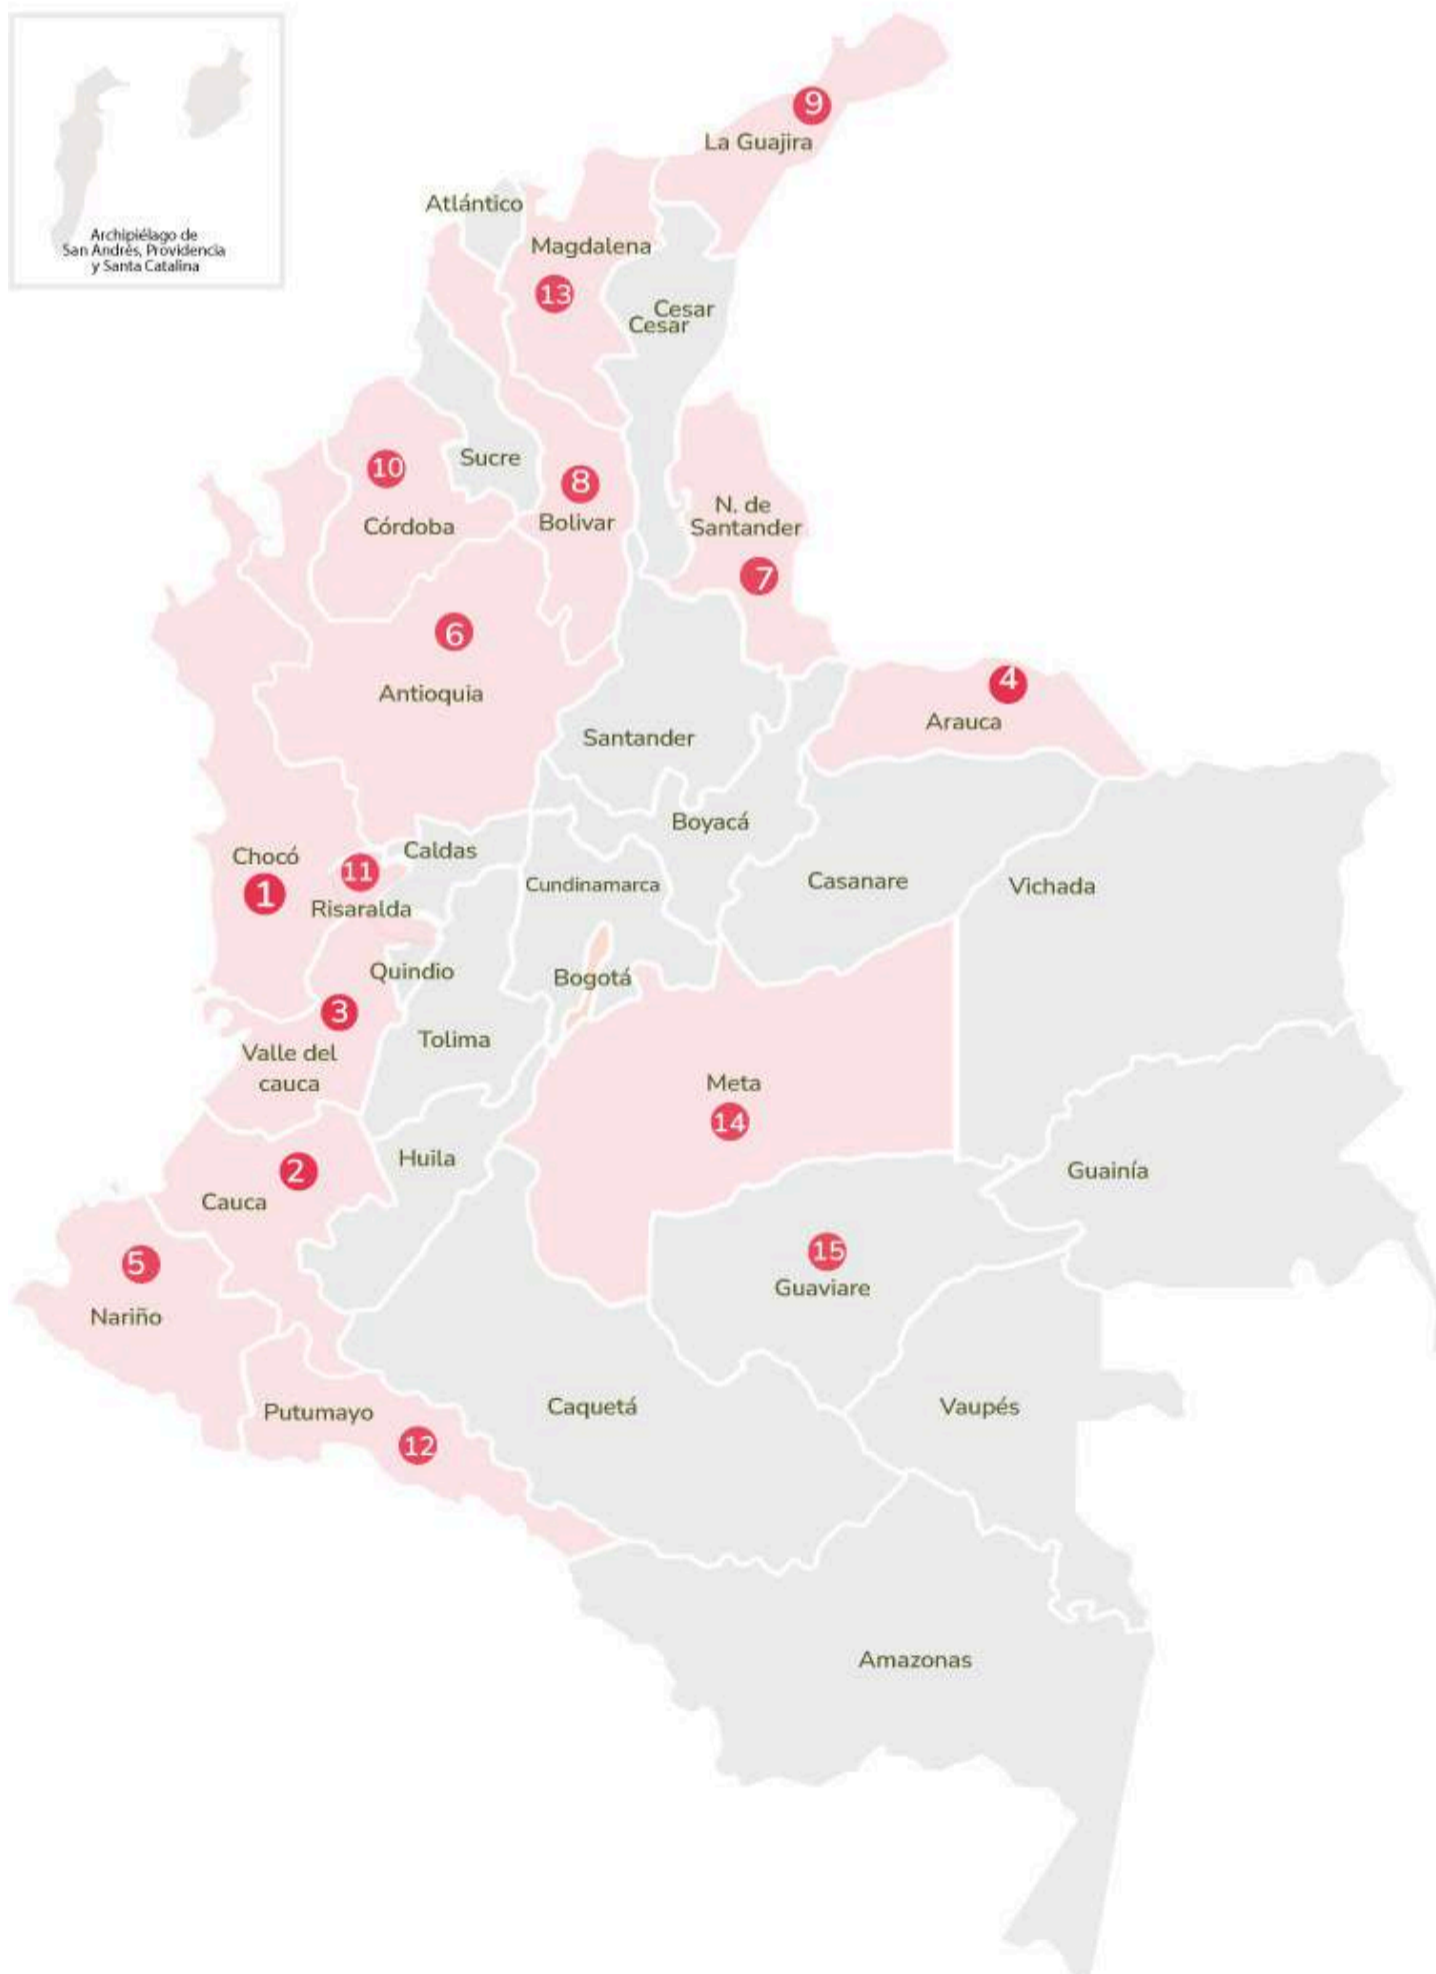 9
La Guajira
Atlántico
Archipiélago de
San Andrés, Providencia
y Santa Catalina
Magdalena
13
Cesar
Cesar
10
Sucre
8
Córdoba
Bolivar
N. de
Santander
7
6
Antioquia
4
Arauca
Santander
Boyacá
Chocó
1
11
Risaralda
Caldas
Cundinamarca
Casanare
Vichada
Quindio
Bogotá
3
Valle del
cauca
Tolima
Meta
14
Huila
2
Cauca
Guainía
5
Nariño
15
Guaviare
Putumayo
12
Caquetá
Vaupés
Amazonas